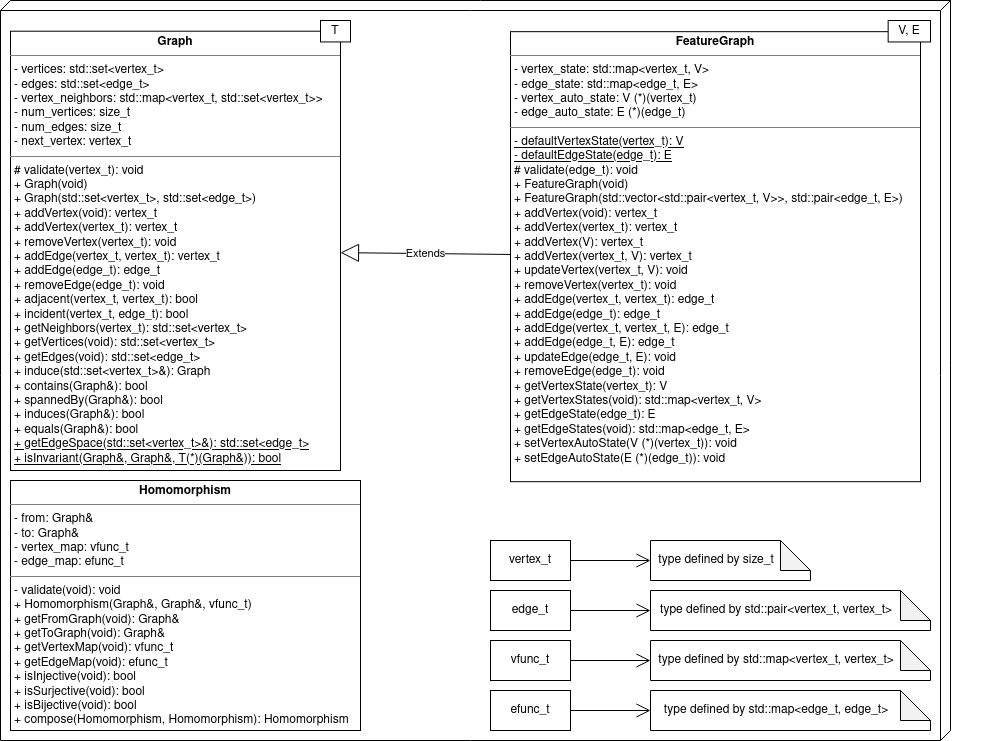 T
Graph
- vertices: std::set<vertex_t>
- edges: std::set<edge_t>
- vertex_neighbors: std::map<vertex_t, std::set<vertex_t>>
- num_vertices: size_t
- num_edges: size_t
- next_vertex: vertex_t
# validate(vertex_t): void
+ Graph(void)
+ Graph(std::set<vertex_t>, std::set<edge_t>)
+ addVertex(void): vertex_t
+ addVertex(vertex_t): vertex_t
+ removeVertex(vertex_t): void
+ addEdge(vertex_t, vertex_t): vertex_t
+ addEdge(edge_t): edge_t
+ removeEdge(edge_t): void
+ adjacent(vertex_t, vertex_t): bool
+ incident(vertex_t, edge_t): bool
+ getNeighbors(vertex_t): std::set<vertex_t>
+ getVertices(void): std::set<vertex_t>
+ getEdges(void): std::set<edge_t>
+ induce(std::set<vertex_t>&): Graph
+ contains(Graph&): bool
+ spannedBy(Graph&): bool
+ induces(Graph&): bool
+ equals(Graph&): bool
+ getEdgeSpace(std::set<vertex_t>&): std::set<edge_t>
+ isInvariant(Graph&, Graph&, T(*)(Graph&)): bool
Extends
V, E
FeatureGraph
- vertex_state: std::map<vertex_t, V>
- edge_state: std::map<edge_t, E>
- vertex_auto_state: V (*)(vertex_t)
- edge_auto_state: E (*)(edge_t)
- defaultVertexState(vertex_t): V
- defaultEdgeState(edge_t): E
# validate(edge_t): void
+ FeatureGraph(void)
+ FeatureGraph(std::vector<std::pair<vertex_t, V>>, std::pair<edge_t, E>)
+ addVertex(void): vertex_t
+ addVertex(vertex_t): vertex_t
+ addVertex(V): vertex_t
+ addVertex(vertex_t, V): vertex_t
+ updateVertex(vertex_t, V): void
+ removeVertex(vertex_t): void
+ addEdge(vertex_t, vertex_t): edge_t
+ addEdge(edge_t): edge_t
+ addEdge(vertex_t, vertex_t, E): edge_t
+ addEdge(edge_t, E): edge_t
+ updateEdge(edge_t, E): void
+ removeEdge(edge_t): void
+ getVertexState(vertex_t): V
+ getVertexStates(void): std::map<vertex_t, V>
+ getEdgeState(edge_t): E
+ getEdgeStates(void): std::map<edge_t, E>
+ setVertexAutoState(V (*)(vertex_t)): void
+ setEdgeAutoState(E (*)(edge_t)): void
Homomorphism
- from: Graph&
- to: Graph&
- vertex_map: vfunc_t
- edge_map: efunc_t
- validate(void): void
+ Homomorphism(Graph&, Graph&, vfunc_t)
+ getFromGraph(void): Graph&
+ getToGraph(void): Graph&
+ getVertexMap(void): vfunc_t
+ getEdgeMap(void): efunc_t
+ isInjective(void): bool
+ isSurjective(void): bool
+ isBijective(void): bool
+ compose(Homomorphism, Homomorphism): Homomorphism
vertex_t
type defined by size_t
edge_t
type defined by std::pair<vertex_t, vertex_t>
vfunc_t
type defined by std::map<vertex_t, vertex_t>
efunc_t
type defined by std::map<edge_t, edge_t>